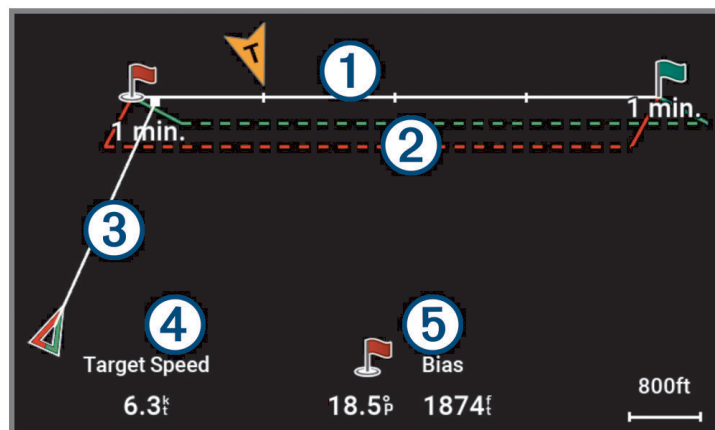 T
1
1 min.
1 min.
2
3
4
5
Target Speed
Bias
6.3kt
18.5°P
1874ft
800ft